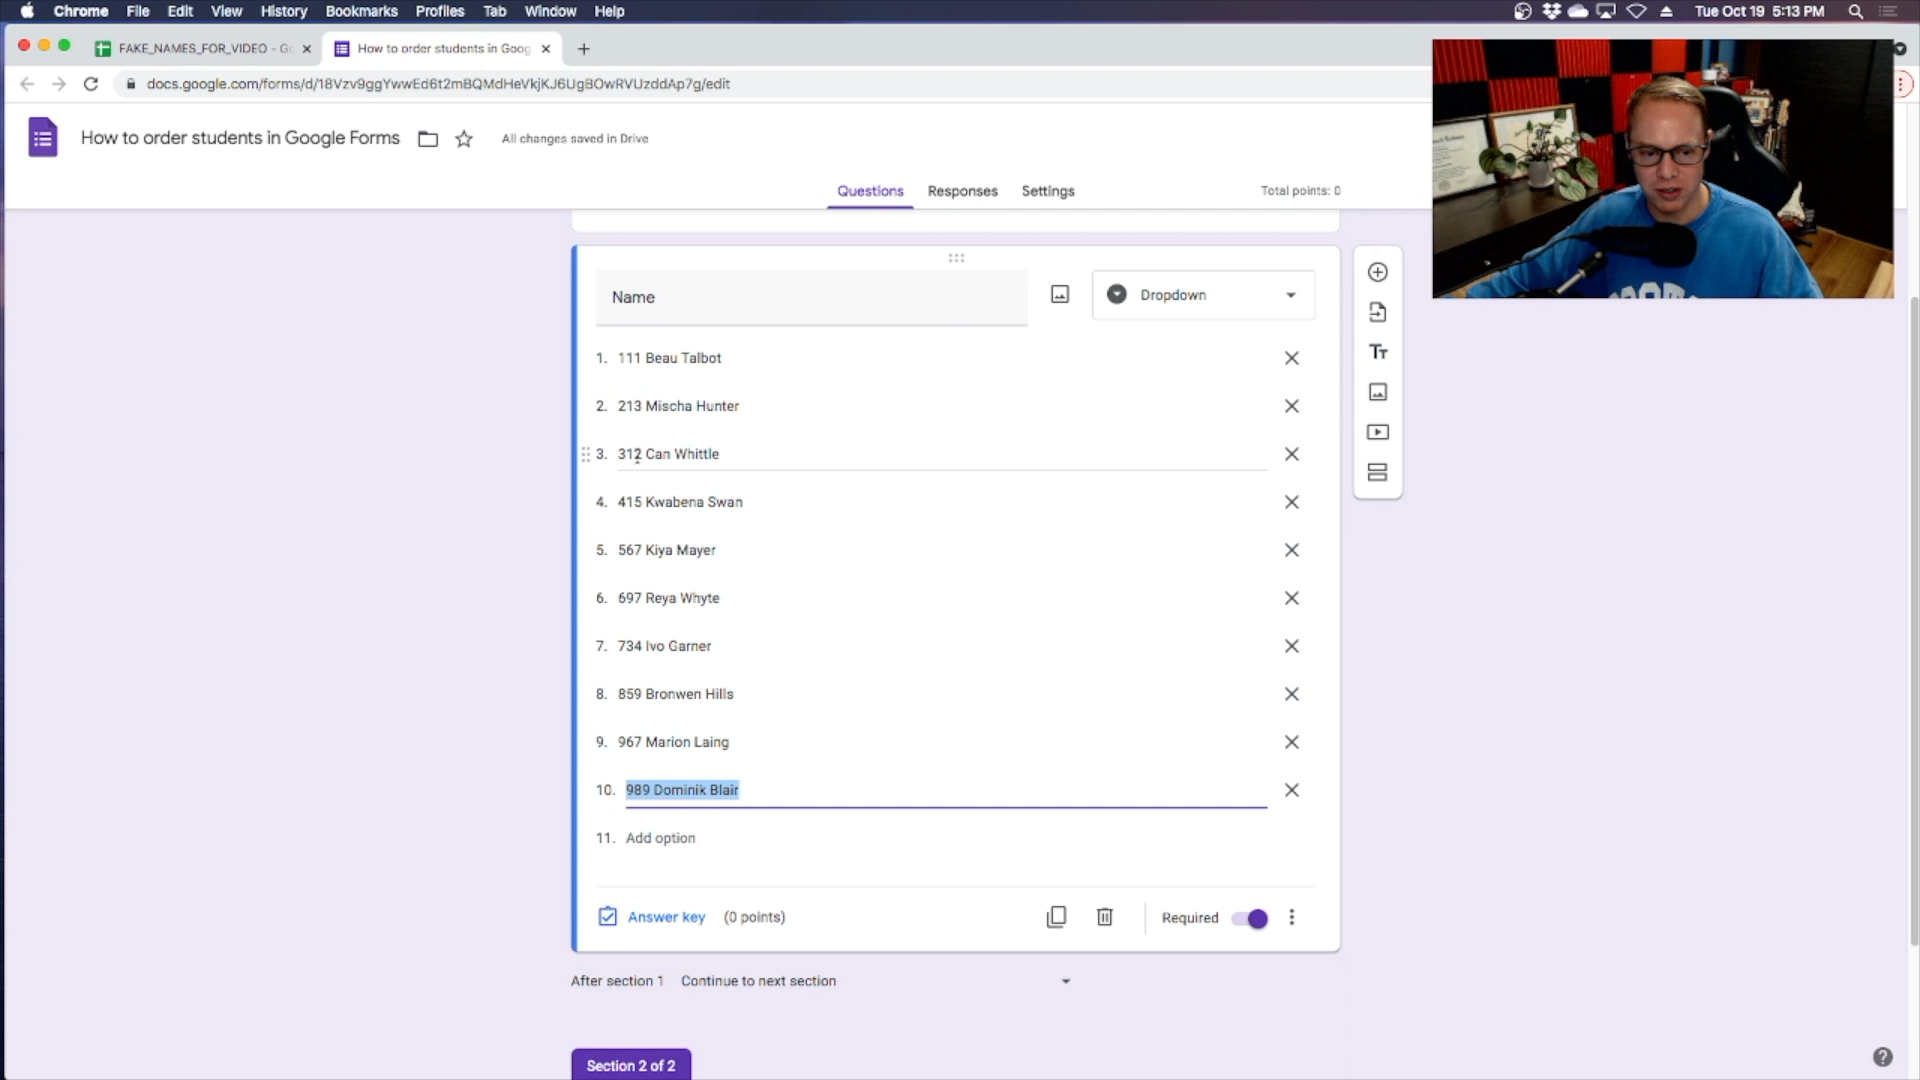 Chrome File Edit View History Bookmarks Profiles Tab Window Help Tue Oct 19 5:13 PM
FAKE_NAMES_FOR_VIDEO - Go
How to order students in Goog
docs.google.com/forms/d/18Vzv9ggYwwEd6t2mBQMdHeVkjKJ6UgBOwRVUzddAp7g/edit
How to order students in Google Forms All changes saved in Drive
Questions Responses Settings Total points: 0
Name
Dropdown
1. 111 Beau Talbot
2. 213 Mischa Hunter
3. 312 Can Whittle
4. 415 Kwabena Swan
5. 567 Kiya Mayer
6. 697 Reya Whyte
7. 734 Ivo Garner
8. 859 Bronwen Hills
9. 967 Marion Laing
10. 989 Dominik Blair
11. Add option
Answer key (0 points) Required
After section 1 Continue to next section
Section 2 of 2